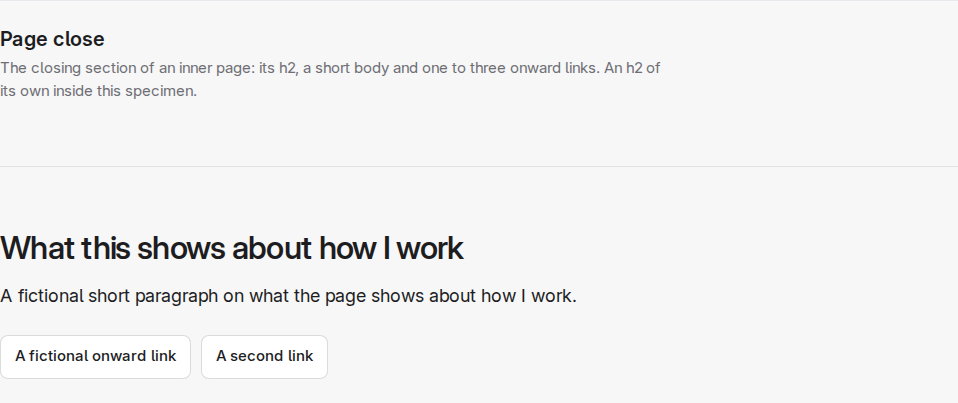 Page close
The closing section of an inner page: its h2, a short body and one to three onward links. An h2 of
its own inside this specimen.
What this shows about how I work
A fictional short paragraph on what the page shows about how I work.
A fictional onward link
A second link